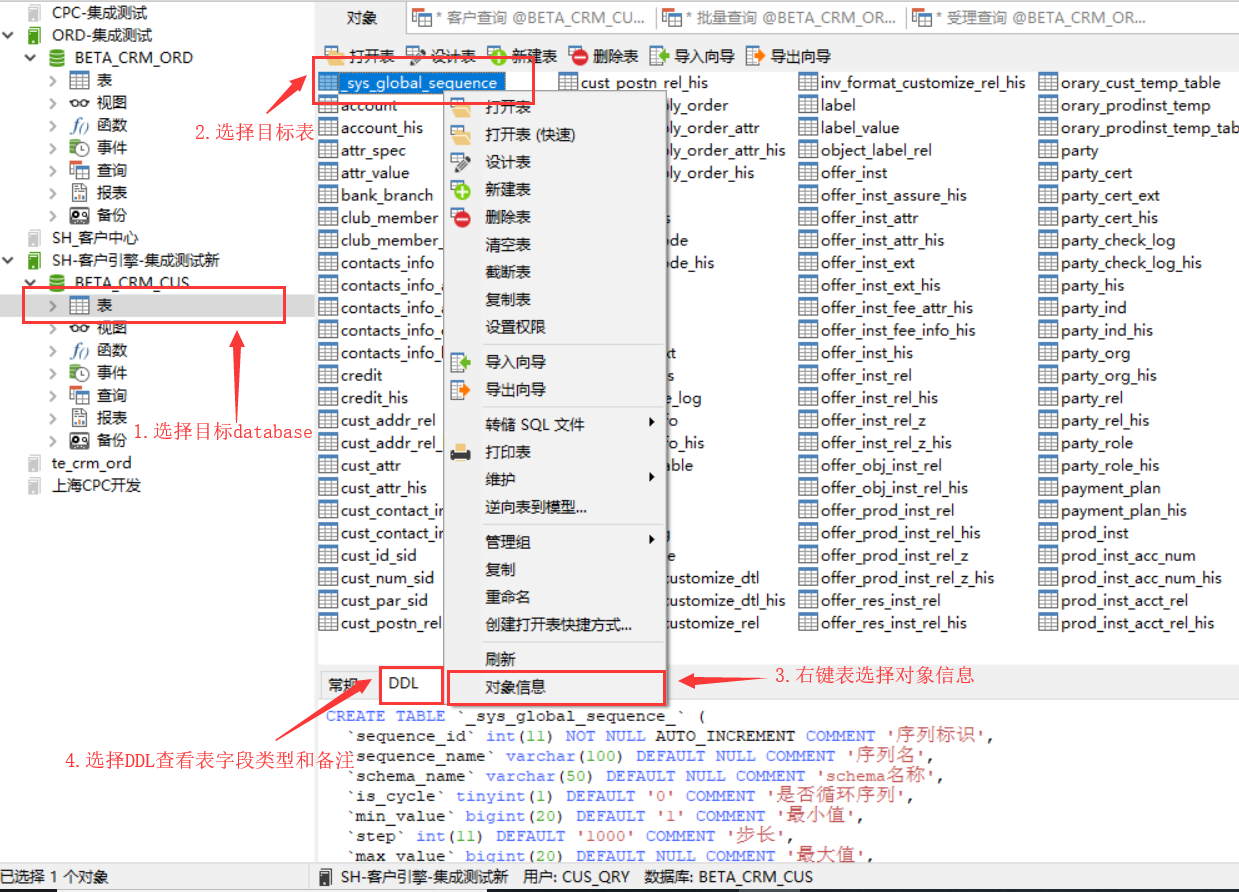 CPC-集成测试
ORD-集成测试
BETA_CRM_ORD
表
视图
函数
事件
查询
报表
备份
SH_客户中心
SH-客户引擎-集成测试新
BETA_CRM_CUS
表
视图
函数
事件
查询
报表
备份
te_crm_ord
上海CPC开发
1.选择目标database
2.选择目标表
对象
* 客户查询 @BETA_CRM_CU...
* 批量查询 @BETA_CRM_OR...
* 受理查询 @BETA_CRM_OR...
打开表 设计表 新建表 删除表 导入向导 导出向导
_sys_global_sequence
account
account_his
attr_spec
attr_value
bank_branch
club_member
club_member_
contacts_info
contacts_info_
contacts_info_
contacts_info_
contacts_info_
credit
credit_his
cust_addr_rel
cust_addr_rel_
cust_attr
cust_attr_his
cust_contact_in
cust_contact_in
cust_id_sid
cust_num_sid
cust_par_sid
cust_postn_rel
cust_postn_rel_his
ly_order
ly_order_attr
ly_order_attr_his
ly_order_his
de
de_his
e_log
o_his
able
customize_dtl
customize_dtl_his
customize_rel
inv_format_customize_rel_his
label
label_value
object_label_rel
offer_inst
offer_inst_assure_his
offer_inst_attr
offer_inst_attr_his
offer_inst_ext
offer_inst_ext_his
offer_inst_fee_attr_his
offer_inst_fee_info_his
offer_inst_his
offer_inst_rel
offer_inst_rel_his
offer_inst_rel_z
offer_inst_rel_z_his
offer_obj_inst_rel
offer_obj_inst_rel_his
offer_prod_inst_rel
offer_prod_inst_rel_his
offer_prod_inst_rel_z
offer_prod_inst_rel_z_his
offer_res_inst_rel
offer_res_inst_rel_his
orary_cust_temp_table
orary_prodinst_temp
orary_prodinst_temp_tab
party
party_cert
party_cert_ext
party_cert_his
party_check_log
party_check_log_his
party_his
party_ind
party_ind_his
party_org
party_org_his
party_rel
party_rel_his
party_role
party_role_his
payment_plan
payment_plan_his
prod_inst
prod_inst_acc_num
prod_inst_acc_num_his
prod_inst_acct_rel
prod_inst_acct_rel_his
打开表
打开表 (快速)
设计表
新建表
删除表
清空表
截断表
复制表
设置权限
导入向导
导出向导
转储 SQL 文件
打印表
维护
逆向表到模型...
管理组
复制
重命名
创建打开表快捷方式...
刷新
对象信息
3.右键表选择对象信息
常规
DDL
4.选择DDL查看表字段类型和备注
CREATE TABLE `_sys_global_sequence_` (
`sequence_id` int(11) NOT NULL AUTO_INCREMENT COMMENT '序列标识',
`sequence_name` varchar(100) DEFAULT NULL COMMENT '序列名',
`schema_name` varchar(50) DEFAULT NULL COMMENT 'schema名称',
`is_cycle` tinyint(1) DEFAULT '0' COMMENT '是否循环序列',
`min_value` bigint(20) DEFAULT '1' COMMENT '最小值',
`step` int(11) DEFAULT '1000' COMMENT '步长',
`max_value` bigint(20) DEFAULT NULL COMMENT '最大值',
已选择 1 个对象
SH-客户引擎-集成测试新 用户: CUS_QRY 数据库: BETA_CRM_CUS